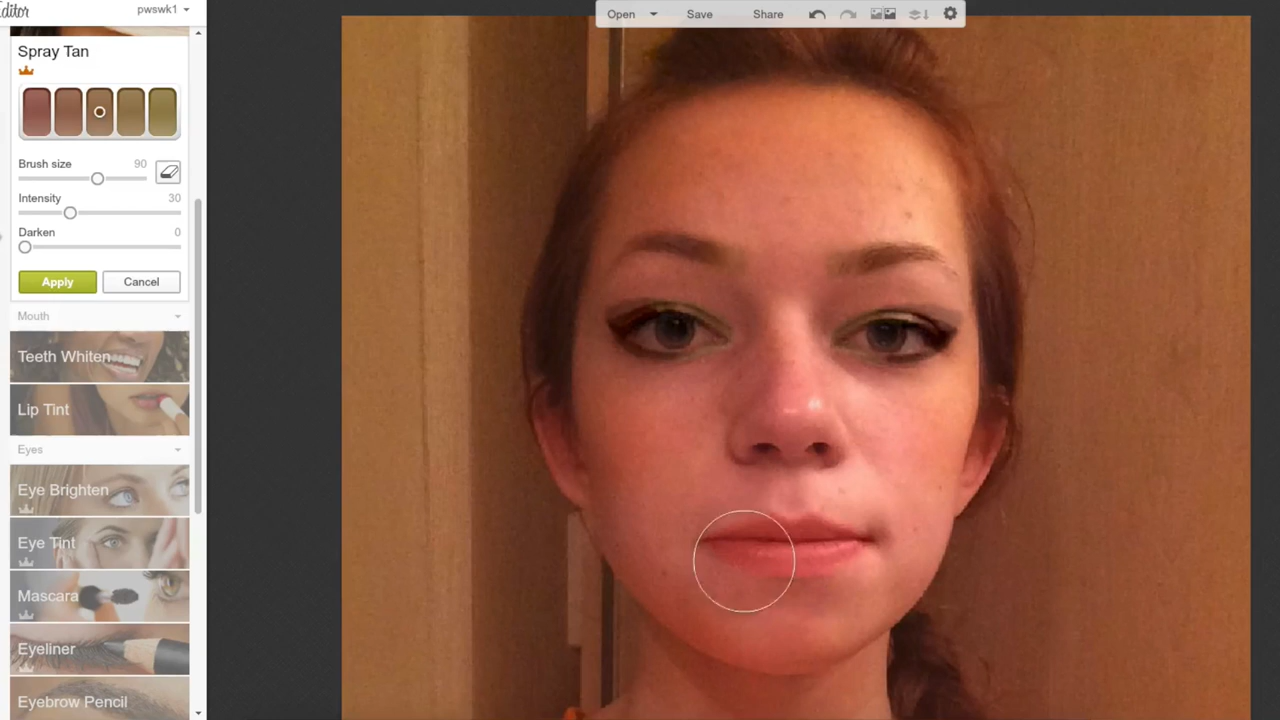 Editor
pwswk1
Open
Save
Share
Spray Tan
Brush size 90
Intensity 30
Darken 0
Apply
Cancel
Mouth
Teeth Whiten
Lip Tint
Eyes
Eye Brighten
Eye Tint
Mascara
Eyeliner
Eyebrow Pencil